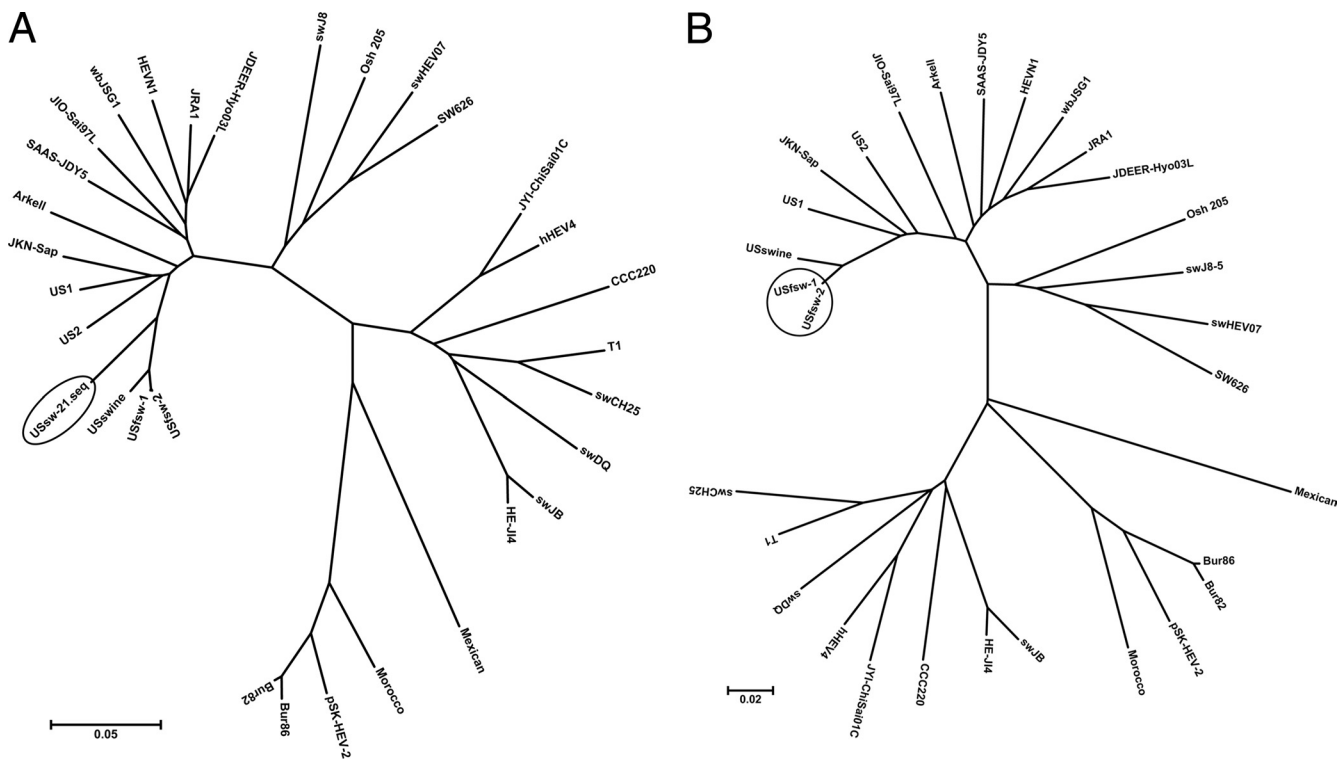 A
swJ8
Osh 205
swHEV07
SW626
JDEER-Hyo03L
JRA1
HEVN1
wbJSG1
JIO-Sai97L
SAAS-JDY5
Arkell
JKN-Sap
US1
US2
USsw-21.seq
USswine
USfsw-1
USfsw-2
JYI-ChiSai01C
hHEV4
CCC220
T1
swCH25
swDQ
swJB
HE-JI4
Mexican
Morocco
pSK-HEV-2
Bur86
Bur82
0.05
B
JIO-Sai97L
Arkell
SAAS-JDY5
HEVN1
wbJSG1
JRA1
JDEER-Hyo03L
US2
JKN-Sap
US1
USswine
USfsw-1
USfsw-2
Osh 205
swJ8-5
swHEV07
SW626
Mexican
Bur86
Bur82
pSK-HEV-2
Morocco
swJB
HE-JI4
CCC220
JYI-ChiSai01C
hHEV4
swDQ
T1
swCH25
0.02